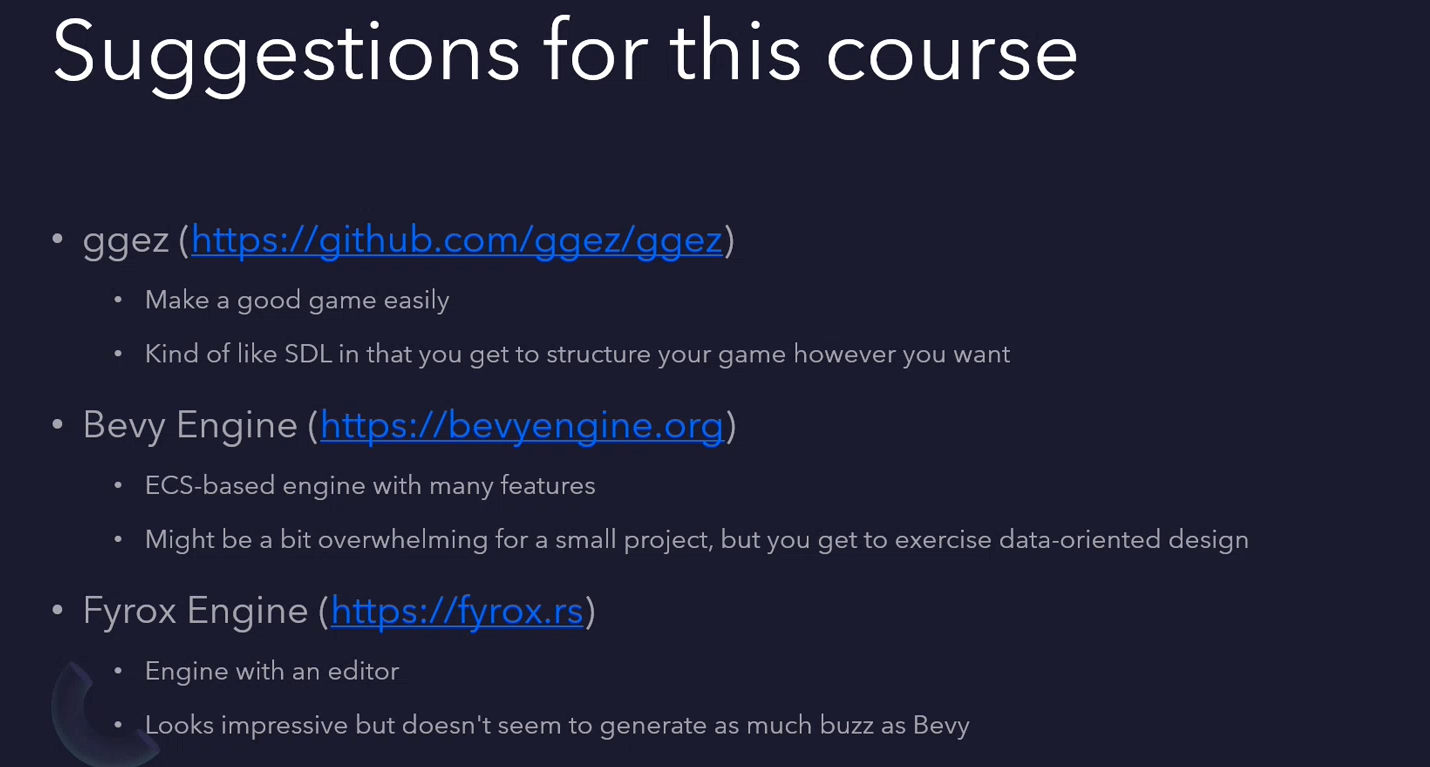 Suggestions for this course
• ggez (https://github.com/ggez/ggez)
• Make a good game easily
• Kind of like SDL in that you get to structure your game however you want
• Bevy Engine (https://bevyengine.org)
• ECS-based engine with many features
• Might be a bit overwhelming for a small project, but you get to exercise data-oriented design
• Fyrox Engine (https://fyrox.rs)
• Engine with an editor
• Looks impressive but doesn't seem to generate as much buzz as Bevy